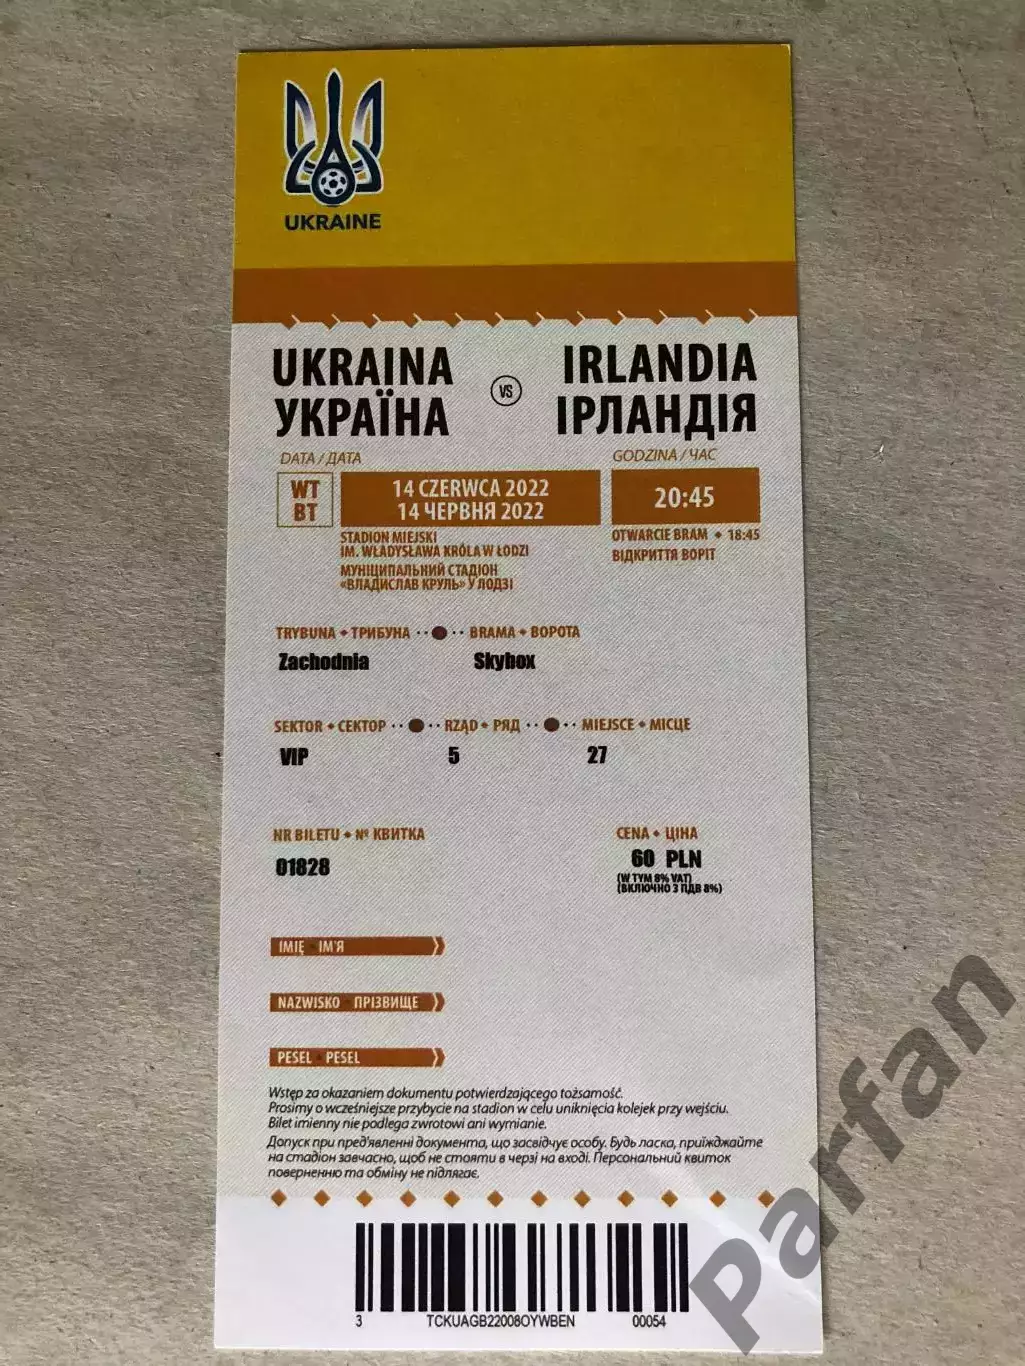 UKRAINE
UKRAINA VS IRLANDIA
УКРАЇНА ІРЛАНДІЯ
DATA / ДАТА GODZINA / ЧАС
WT 14 CZERWCA 2022 20:45
ВТ 14 ЧЕРВНЯ 2022
STADION MIEJSKI OTWARCIE BRAM • 18:45
IM. WŁADYSŁAWA KRÓLA W ŁODZI ВІДКРИТТЯ ВОРІТ
МУНІЦИПАЛЬНИЙ СТАДІОН
«ВЛАДИСЛАВ КРУЛЬ» У ЛОДЗІ
TRYBUNA • ТРИБУНА BRAMA • ВОРОТА
Zachodnia Skybox
SEKTOR • СЕКТОР RZĄD • РЯД MIEJSCE • МІСЦЕ
VIP 5 27
NR BILETU • № КВИТКА CENA • ЦІНА
01828 60 PLN
(W TYM 8% VAT)
(ВКЛЮЧНО З ПДВ 8%)
IMIĘ • ІМ'Я
NAZWISKO • ПРІЗВИЩЕ
PESEL • PESEL
Wstęp za okazaniem dokumentu potwierdzającego tożsamość.
Prosimy o wcześniejsze przybycie na stadion w celu uniknięcia kolejek przy wejściu.
Bilet imienny nie podlega zwrotowi ani wymianie.
Допуск при пред'явленні документа, що засвідчує особу. Будь ласка, приїжджайте
на стадіон завчасно, щоб не стояти в черзі на вході. Персональний квиток
поверненню та обміну не підлягає.
3 TCKUAGB22008OYWBEN 00054
Parfan